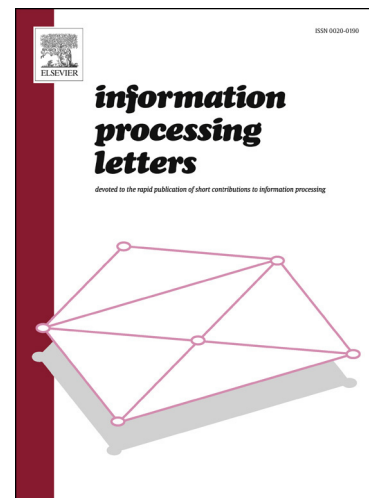 ISSN 0020-0190
ELSEVIER
information
processing
letters
devoted to the rapid publication of short contributions to information processing